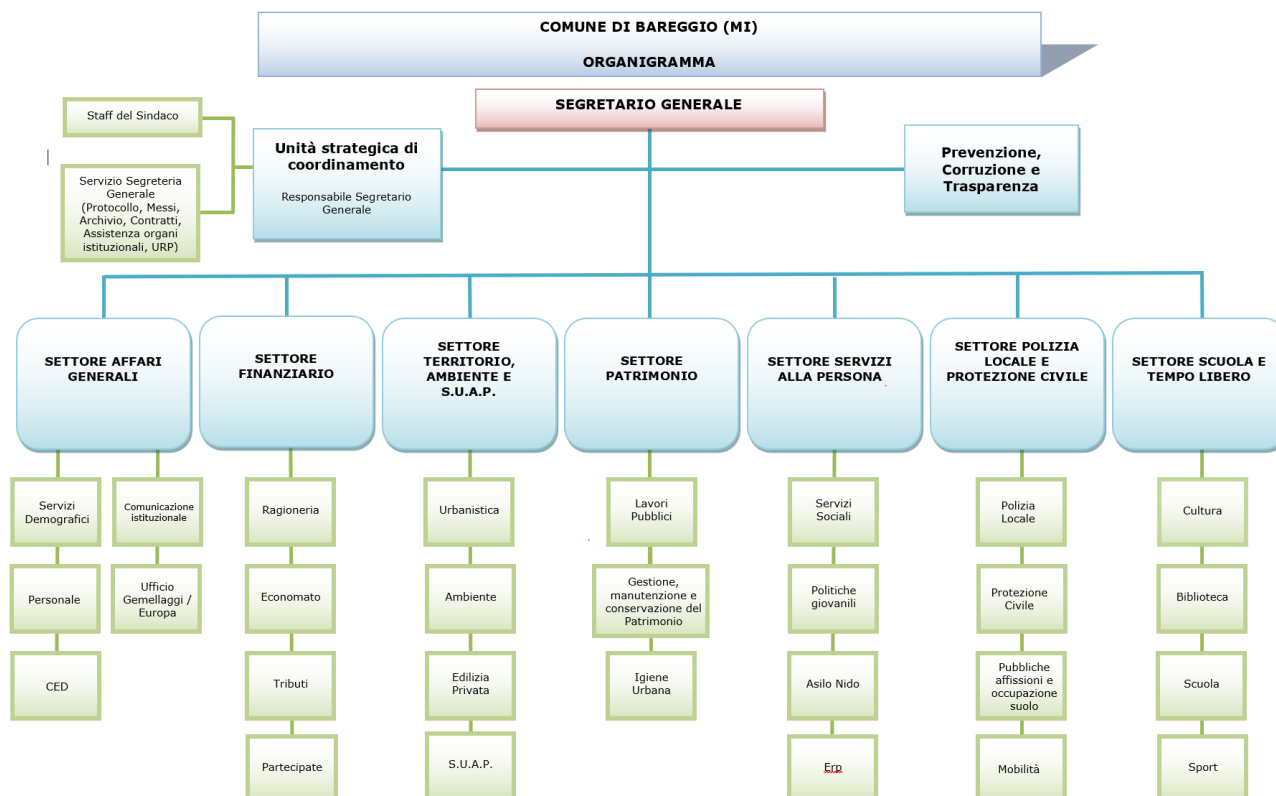 COMUNE DI BAREGGIO (MI)
ORGANIGRAMMA
SEGRETARIO GENERALE
Staff del Sindaco
Servizio Segreteria
Generale
(Protocollo, Messi,
Archivio, Contratti,
Assistenza organi
istituzionali, URP)
Unità strategica di
coordinamento
Responsabile Segretario
Generale
Prevenzione,
Corruzione e
Trasparenza
SETTORE AFFARI
GENERALI
SETTORE
FINANZIARIO
SETTORE
TERRITORIO,
AMBIENTE E
S.U.A.P.
SETTORE
PATRIMONIO
SETTORE SERVIZI
ALLA PERSONA
SETTORE POLIZIA
LOCALE E
PROTEZIONE CIVILE
SETTORE SCUOLA E
TEMPO LIBERO
Servizi
Demografici
Personale
CED
Comunicazione
istituzionale
Ufficio
Gemellaggi /
Europa
Ragioneria
Economato
Tributi
Partecipate
Urbanistica
Ambiente
Edilizia
Privata
S.U.A.P.
Lavori
Pubblici
Gestione,
manutenzione e
conservazione del
Patrimonio
Igiene
Urbana
Servizi
Sociali
Politiche
giovanili
Asilo Nido
Erp
Polizia
Locale
Protezione
Civile
Pubbliche
affissioni e
occupazione
suolo
Mobilità
Cultura
Biblioteca
Scuola
Sport